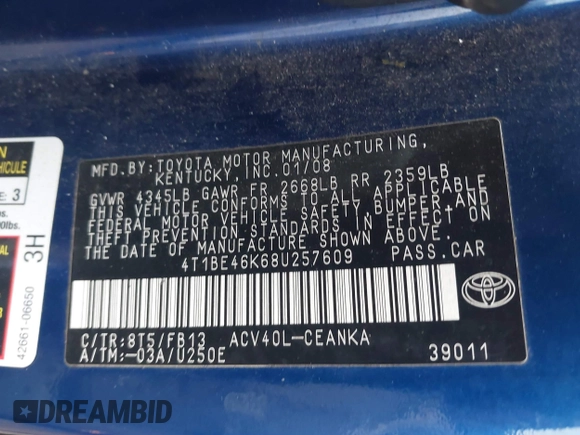 MFD. BY: TOYOTA MOTOR MANUFACTURING,
KENTUCKY, INC. 01/08
GVWR 4345LB GAWR FR 2668LB RR 2359LB
THIS VEHICLE CONFORMS TO ALL APPLICABLE
FEDERAL MOTOR VEHICLE SAFETY, BUMPER, AND
THEFT PREVENTION STANDARDS IN EFFECT ON
THE DATE OF MANUFACTURE SHOWN ABOVE.
4T1BE46K68U257609 PASS. CAR
C/TR: 8T5/FB13 ACV40L-CEANKA
A/TM: -03A/U250E
39011
TOYOTA
3
3H
42661-06650
DREAMBID